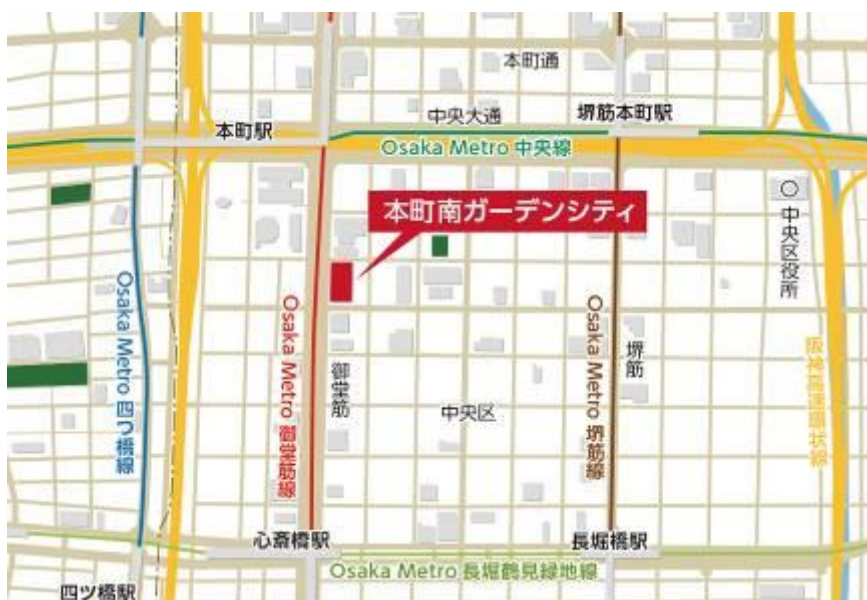 本町通
中央大通
堺筋本町駅
本町駅
Osaka Metro 中央線
本町南ガーデンシティ
中央区役所
Osaka Metro 四つ橋線
Osaka Metro 御堂筋線
御堂筋
Osaka Metro 堺筋線
堺筋
阪神高速環状線
中央区
心斎橋駅
長堀橋駅
Osaka Metro 長堀鶴見緑地線
四ツ橋駅